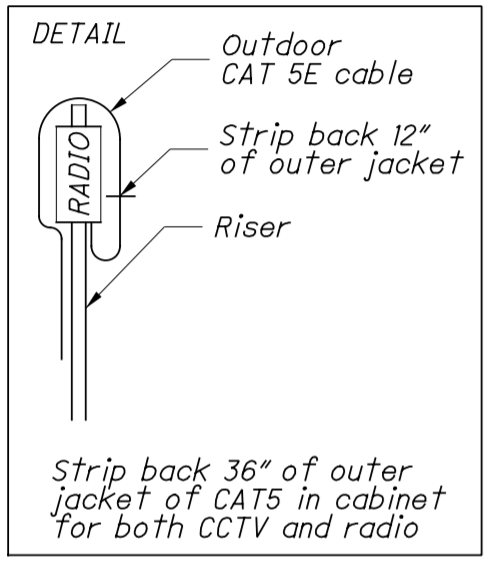 DETAIL
Outdoor
CAT 5E cable
Strip back 12"
of outer jacket
RADIO
Riser
Strip back 36" of outer
jacket of CAT5 in cabinet
for both CCTV and radio